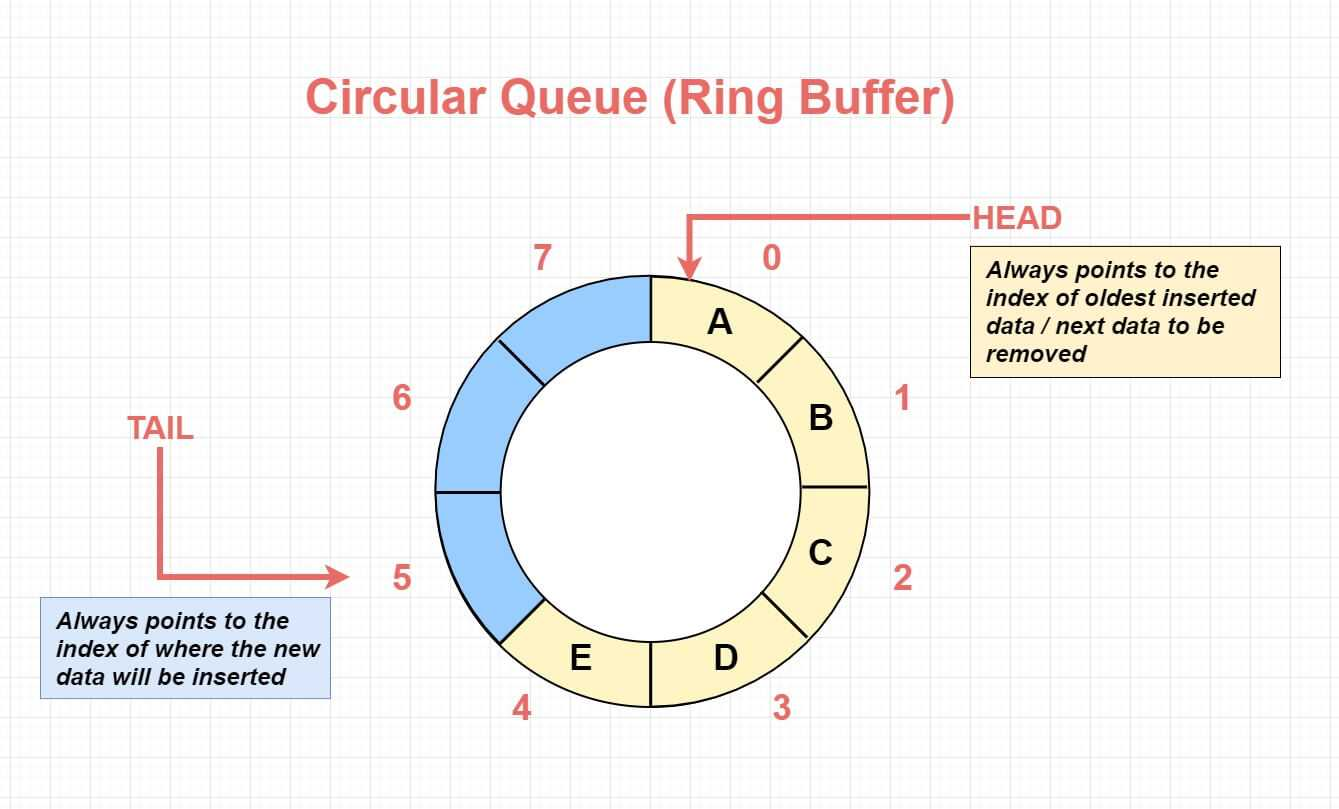 Circular Queue (Ring Buffer)
HEAD
Always points to the
index of oldest inserted
data / next data to be
removed
7
0
A
6
1
B
TAIL
C
5
2
Always points to the
index of where the new
data will be inserted
E
D
4
3